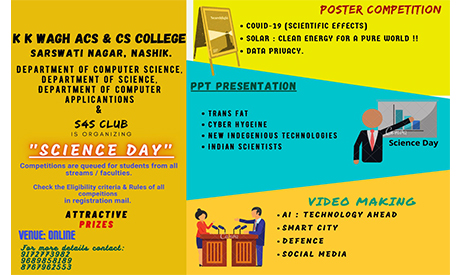 K K WAGH ACS & CS COLLEGE
SARSWATI NAGAR, NASHIK.
DEPARTMENT OF COMPUTER SCIENCE,
DEPARTMENT OF SCIENCE,
DEPARTMENT OF COMPUTER
APPLICANTIONS
&
S4S CLUB
IS ORGANIZING
"SCIENCE DAY"
Competitions are queued for students from all
streams / faculties.
Check the Eligibility criteria & Rules of all
compeitions
in registration mail.
ATTRACTIVE
PRIZES
VENUE: ONLINE
For more details contact:
9172773982
9689858189
8767982553
POSTER COMPETITION
• COVID-19 (SCIENTIFIC EFFECTS)
• SOLAR : CLEAN ENERGY FOR A PURE WORLD !!
• DATA PRIVACY.
PPT PRESENTATION
• TRANS FAT
• CYBER HYGEINE
• NEW INDEGENIOUS TECHNOLOGIES
• INDIAN SCIENTISTS
Science Day
VIDEO MAKING
• AI : TECHNOLOGY AHEAD
• SMART CITY
• DEFENCE
• SOCIAL MEDIA